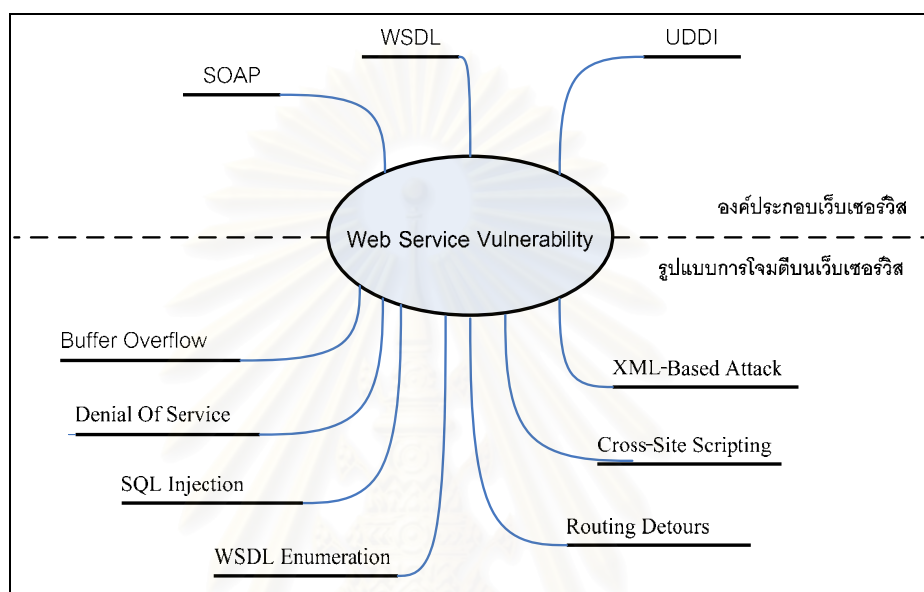 WSDL
UDDI
SOAP
องค์ประกอบเว็บเซอร์วิส
Web Service Vulnerability
รูปแบบการโจมตีบนเว็บเซอร์วิส
Buffer Overflow
XML-Based Attack
Denial Of Service
Cross-Site Scripting
SQL Injection
Routing Detours
WSDL Enumeration